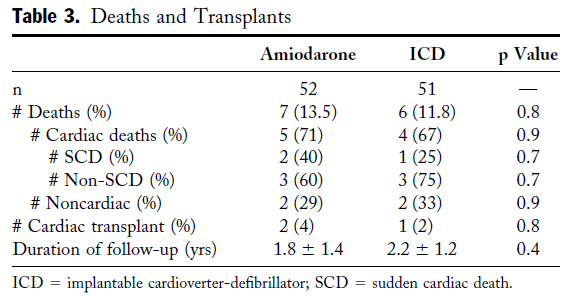 Table 3. Deaths and Transplants
Amiodarone ICD p Value
n 52 51 —
# Deaths (%) 7 (13.5) 6 (11.8) 0.8
# Cardiac deaths (%) 5 (71) 4 (67) 0.9
# SCD (%) 2 (40) 1 (25) 0.7
# Non-SCD (%) 3 (60) 3 (75) 0.7
# Noncardiac (%) 2 (29) 2 (33) 0.9
# Cardiac transplant (%) 2 (4) 1 (2) 0.8
Duration of follow-up (yrs) 1.8 ± 1.4 2.2 ± 1.2 0.4
ICD = implantable cardioverter-defibrillator; SCD = sudden cardiac death.